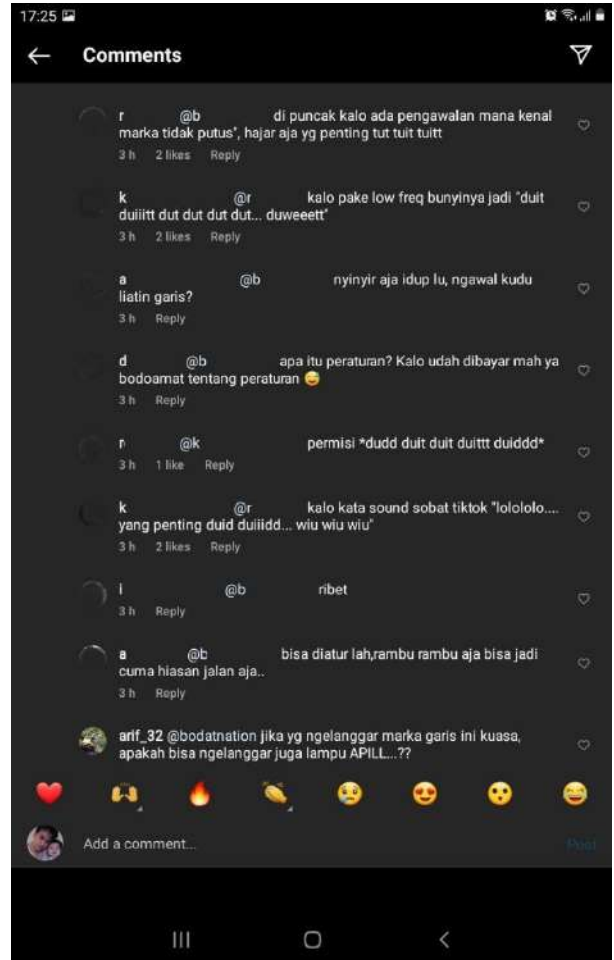 17:25
Comments
r @b di puncak kalo ada pengawalan mana kenal
marka tidak putus", hajar aja yg penting tut tuit tuitt
3 h 2 likes Reply
k @r kalo pake low freq bunyinya jadi "duit
duiiitt dut dut dut dut... duweeett"
3 h 2 likes Reply
a @b nyinyir aja idup lu, ngawal kudu
liatin garis?
3 h Reply
d @b apa itu peraturan? Kalo udah dibayar mah ya
bodoamat tentang peraturan 😅
3 h Reply
r @k permisi *dudd duit duit duittt duiddd*
3 h 1 like Reply
k @r kalo kata sound sobat tiktok "lolololo....
yang penting duid duiiidd... wiu wiu wiu"
3 h 2 likes Reply
i @b ribet
3 h Reply
a @b bisa diatur lah,rambu rambu aja bisa jadi
cuma hiasan jalan aja..
3 h Reply
arif_32 @bodatnation jika yg ngelanggar marka garis ini kuasa,
apakah bisa ngelanggar juga lampu APILL...??
Add a comment...
Post